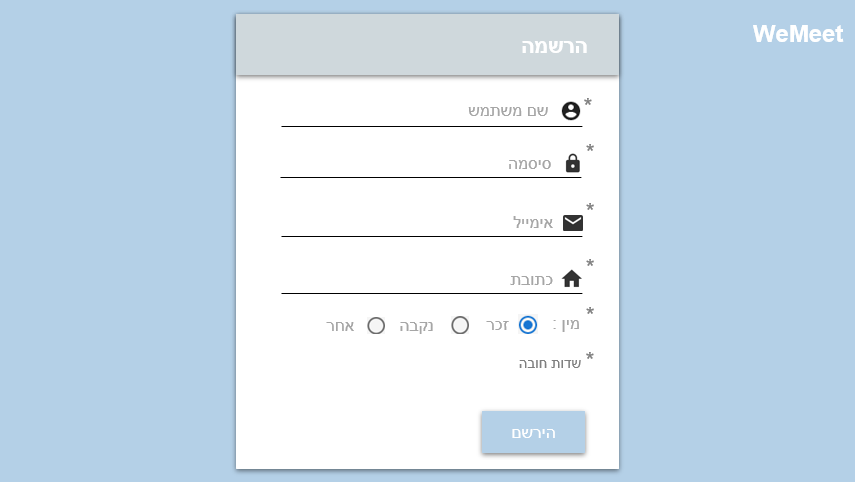 WeMeet
הרשמה
* שם משתמש
* סיסמה
* אימייל
* כתובת
* מין : זכר נקבה אחר
* שדות חובה
הירשם